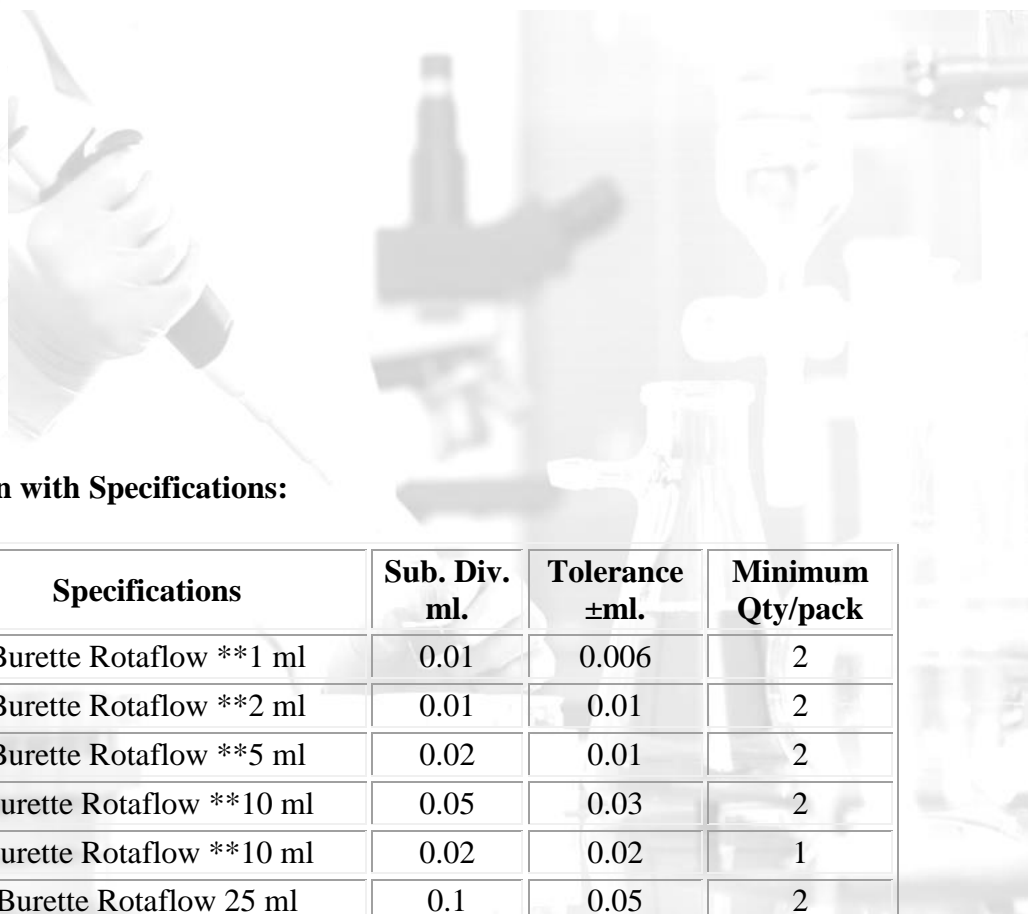 with Specifications:
Specifications Sub. Div. ml. Tolerance ±ml. Minimum Qty/pack
Burette Rotaflow **1 ml 0.01 0.006 2
Burette Rotaflow **2 ml 0.01 0.01 2
Burette Rotaflow **5 ml 0.02 0.01 2
urette Rotaflow **10 ml 0.05 0.03 2
urette Rotaflow **10 ml 0.02 0.02 1
Burette Rotaflow 25 ml 0.1 0.05 2